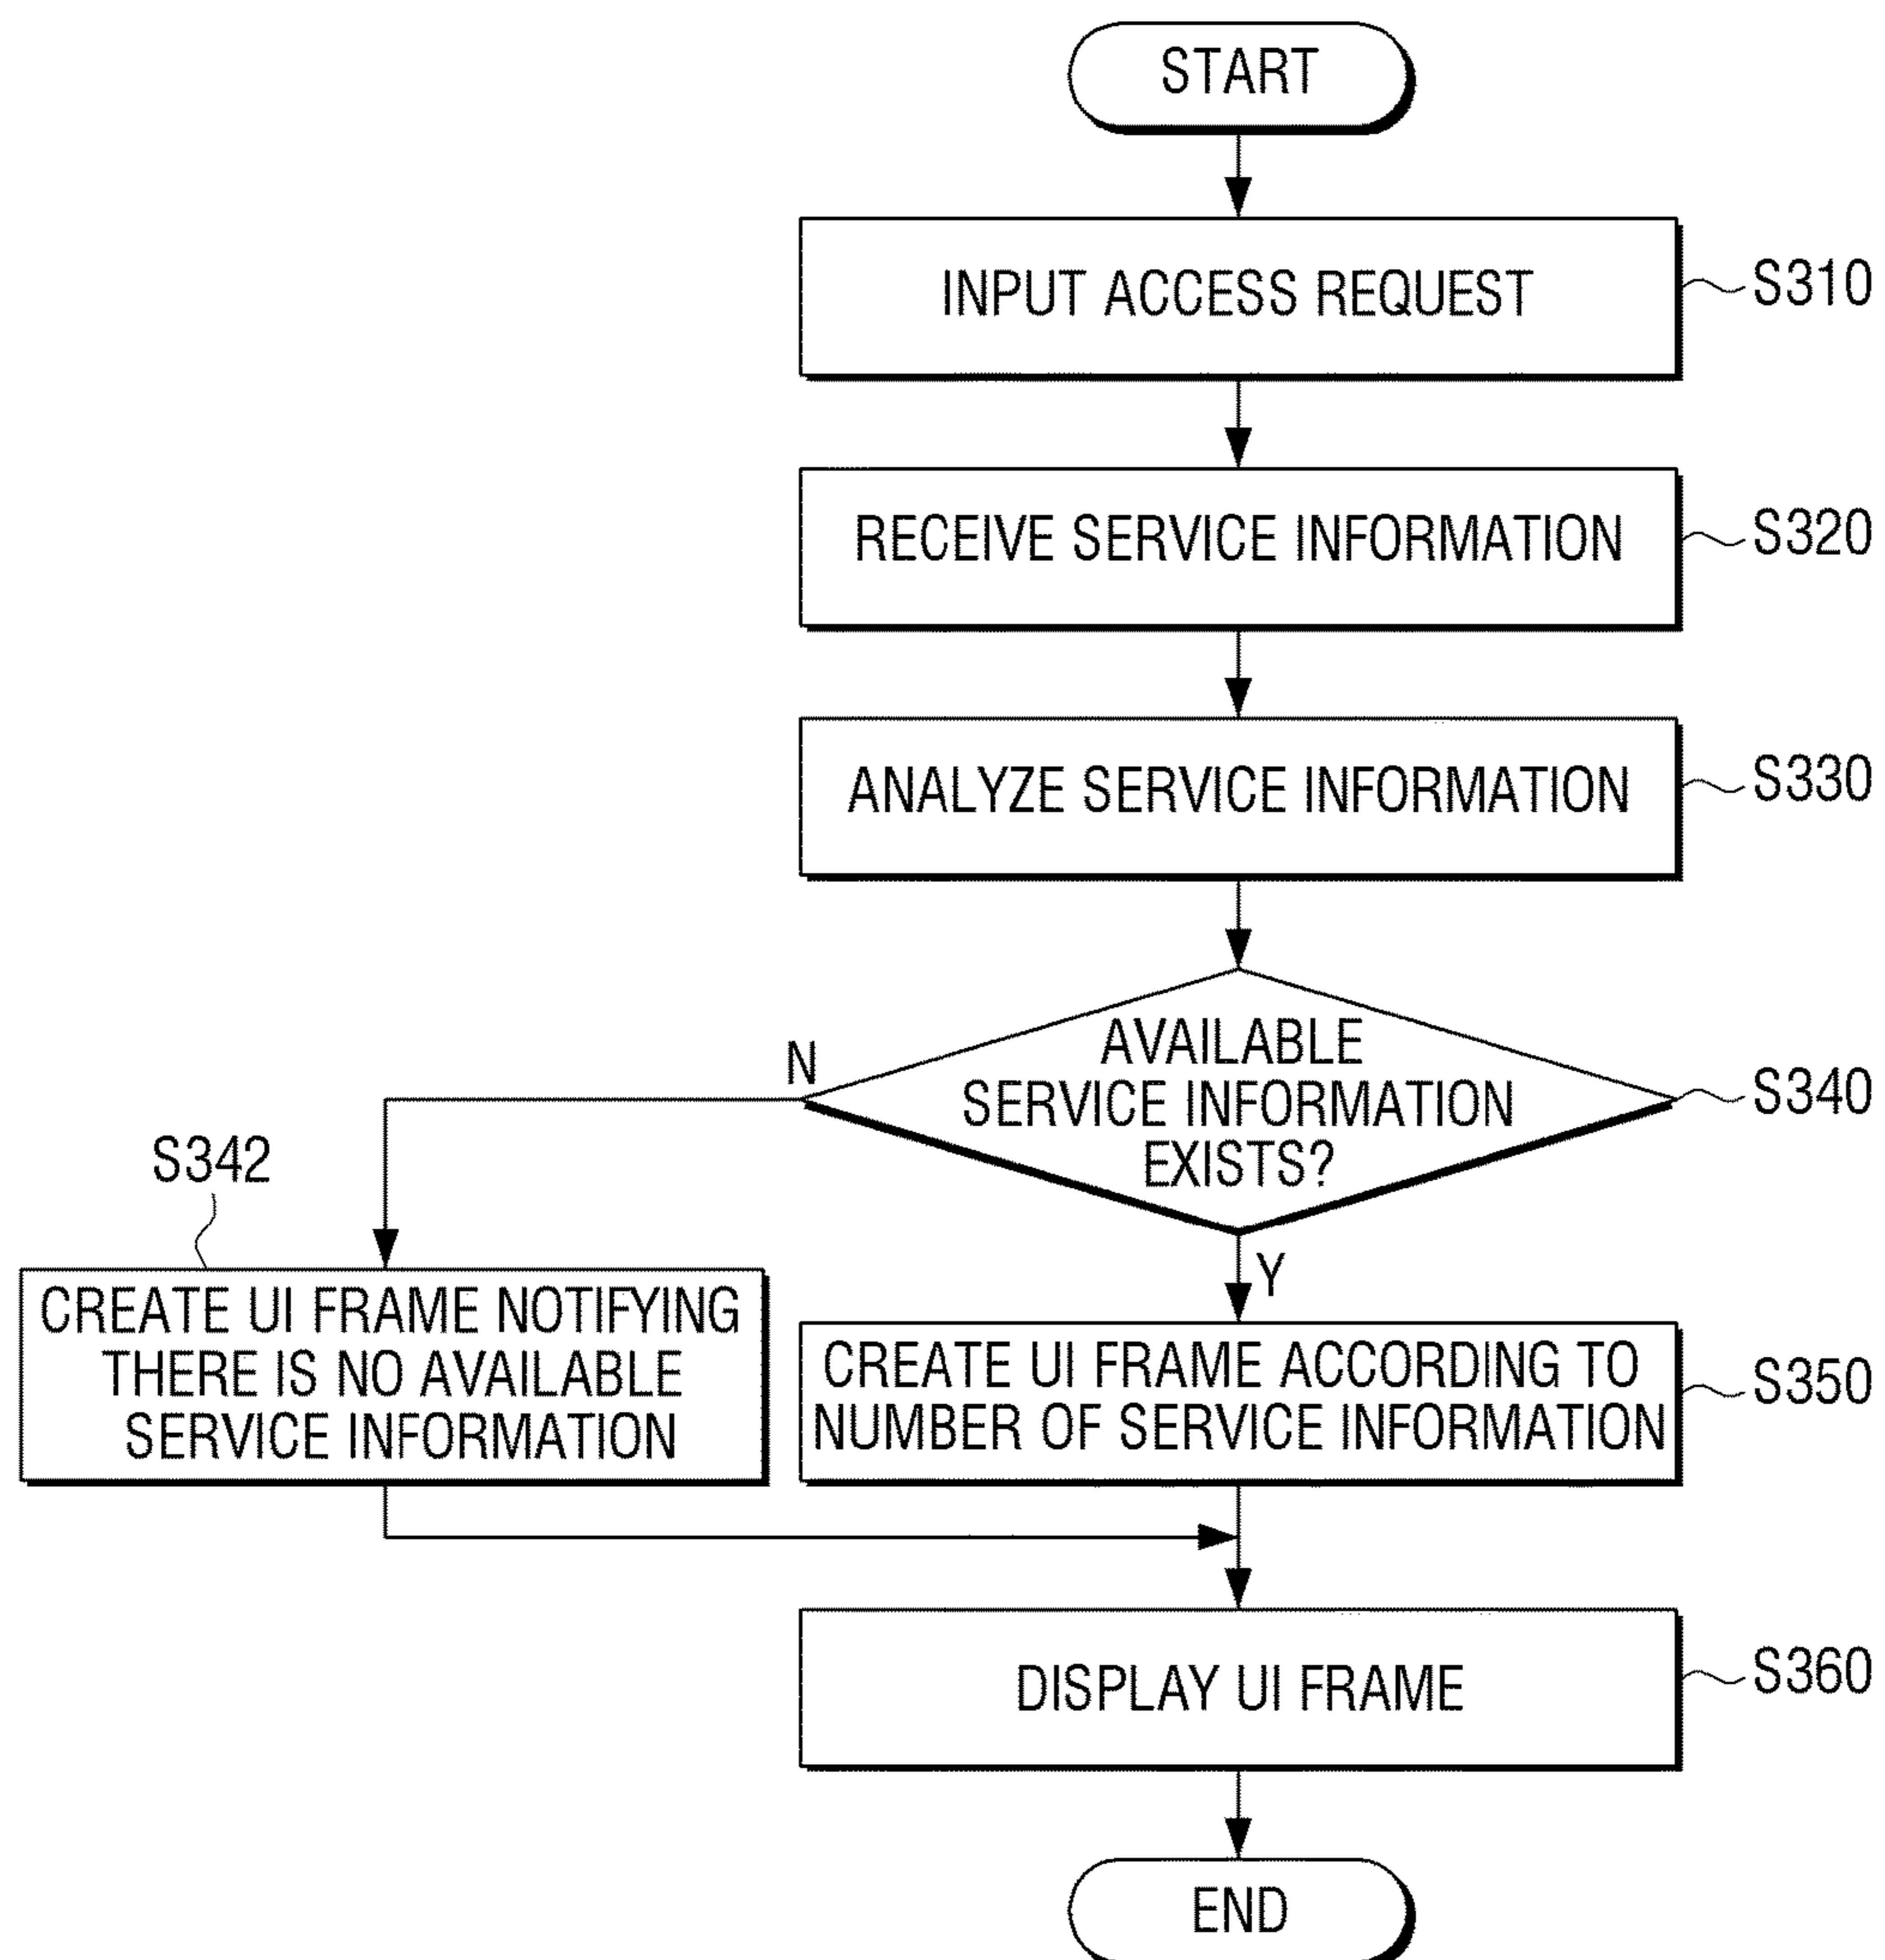 START
INPUT ACCESS REQUEST
S310
RECEIVE SERVICE INFORMATION
S320
ANALYZE SERVICE INFORMATION
S330
AVAILABLE
SERVICE INFORMATION
EXISTS?
S340
N
Y
S342
CREATE UI FRAME NOTIFYING
THERE IS NO AVAILABLE
SERVICE INFORMATION
CREATE UI FRAME ACCORDING TO
NUMBER OF SERVICE INFORMATION
S350
DISPLAY UI FRAME
S360
END